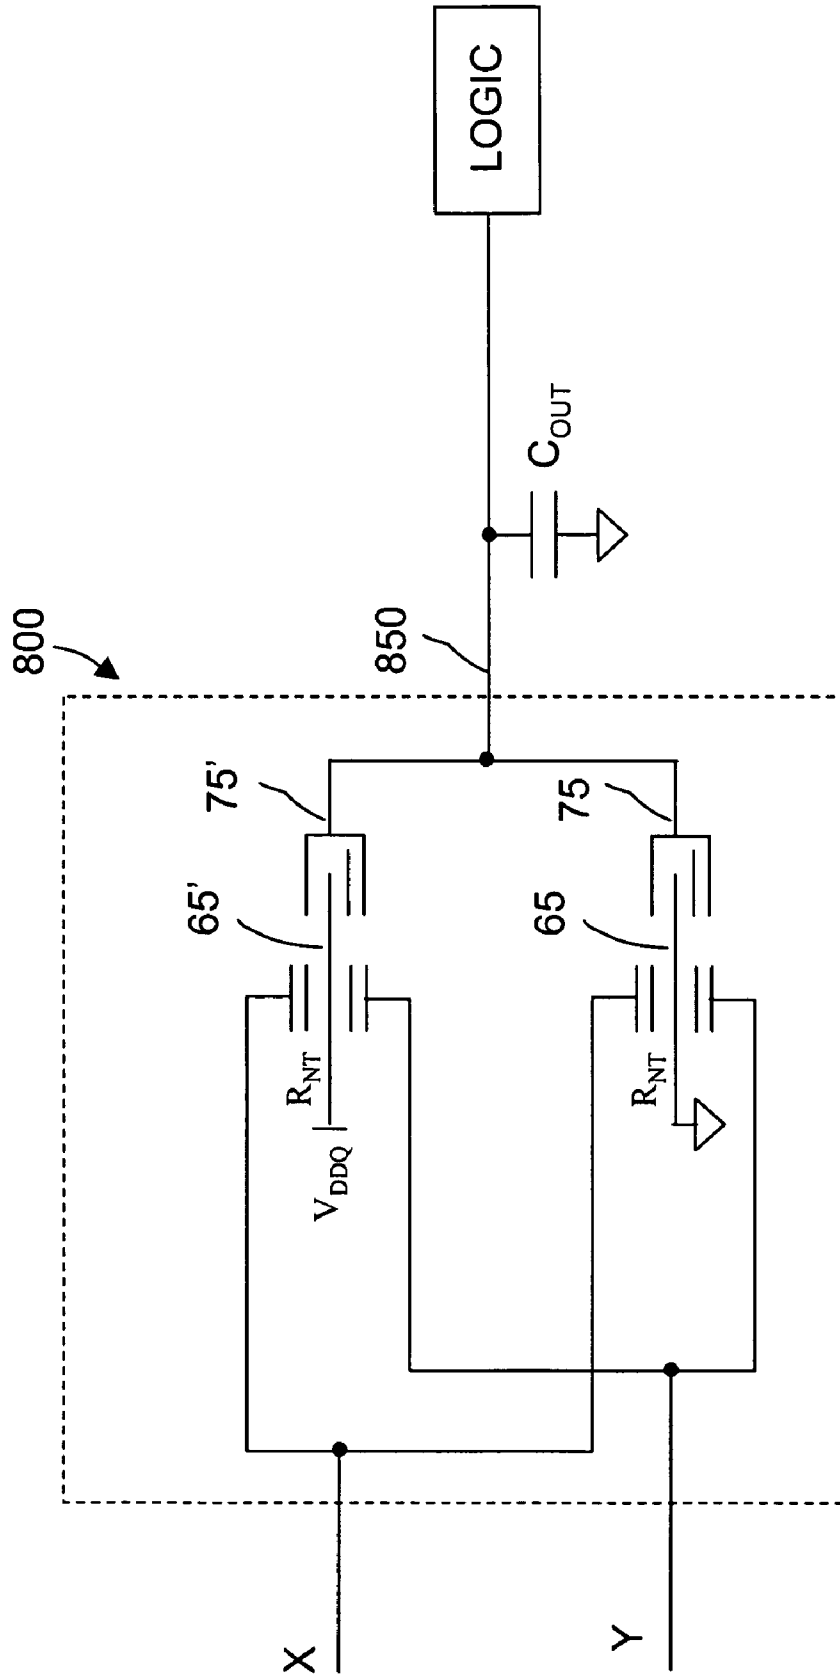 800
65'
75'
850
C_OUT
LOGIC
X
V_DDQ
R_NT
Y
R_NT
65
75